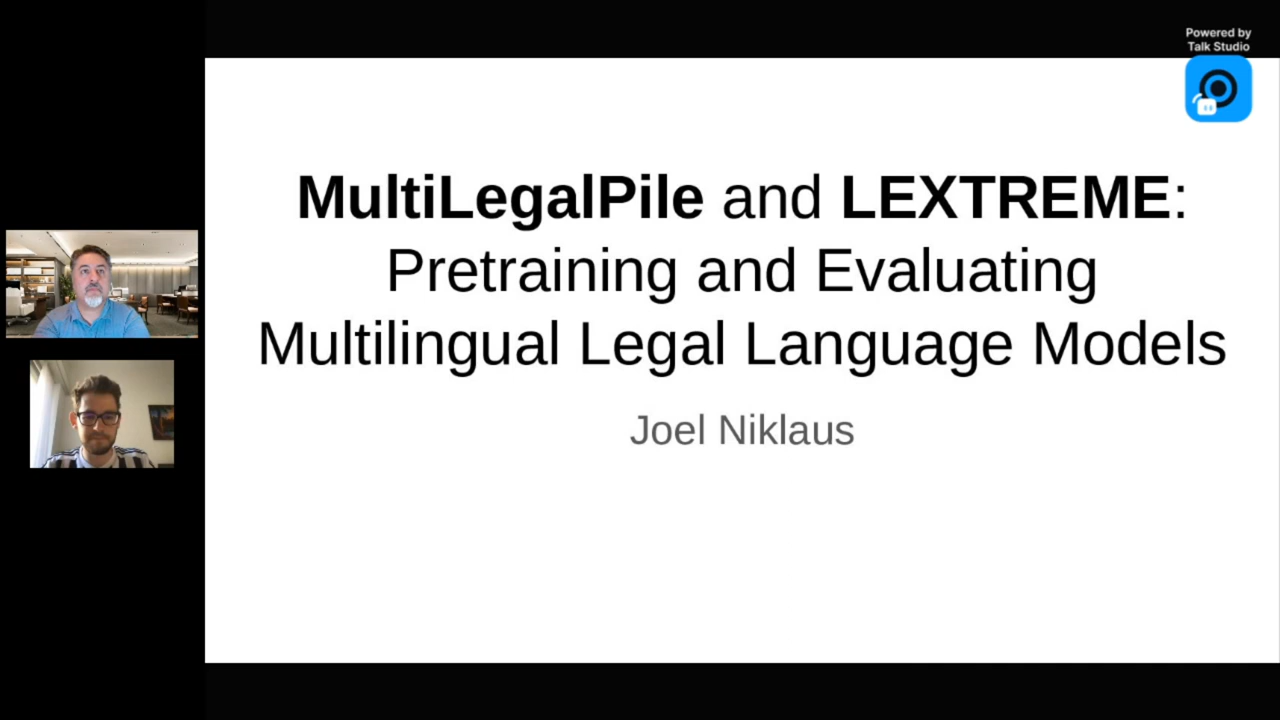 Powered by
Talk Studio
MultiLegalPile and LEXTREME:
Pretraining and Evaluating
Multilingual Legal Language Models
Joel Niklaus